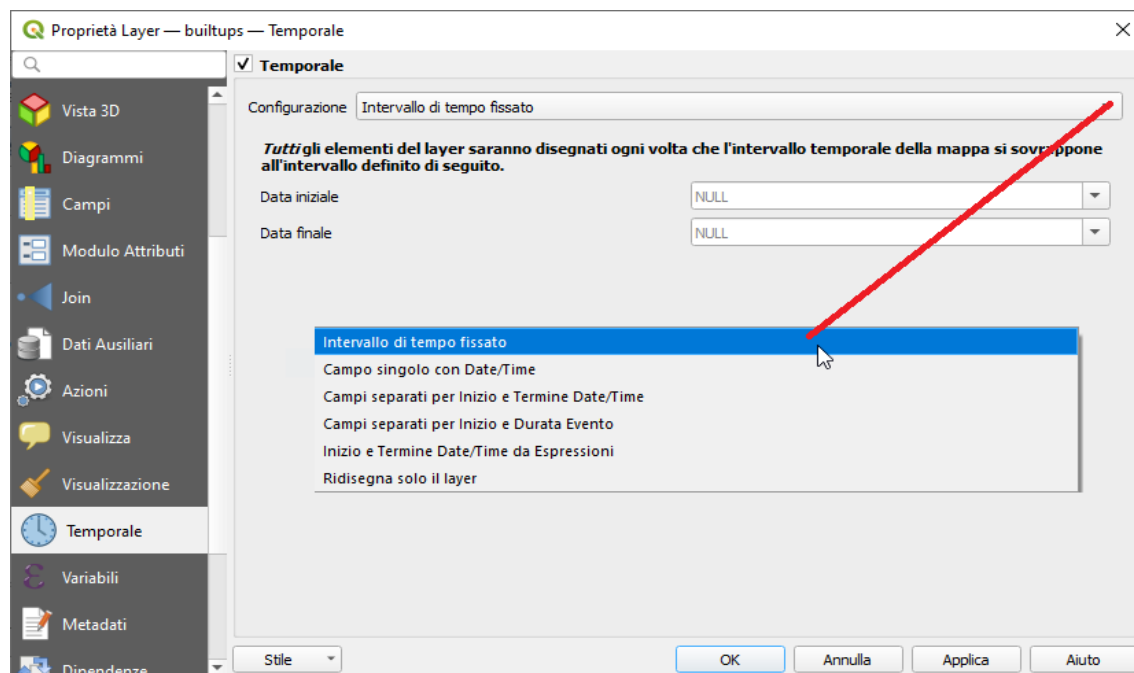 Proprietà Layer — builtups — Temporale
Temporale
Vista 3D
Configurazione Intervallo di tempo fissato
Diagrammi
Tutti gli elementi del layer saranno disegnati ogni volta che l'intervallo temporale della mappa si sovrappone
all'intervallo definito di seguito.
Campi
Data iniziale NULL
Modulo Attributi
Data finale NULL
Join
Dati Ausiliari
Azioni
Visualizza
Visualizzazione
Temporale
Variabili
Metadati
Dipendenze
Intervallo di tempo fissato
Campo singolo con Date/Time
Campi separati per Inizio e Termine Date/Time
Campi separati per Inizio e Durata Evento
Inizio e Termine Date/Time da Espressioni
Ridisegna solo il layer
Stile OK Annulla Applica Aiuto